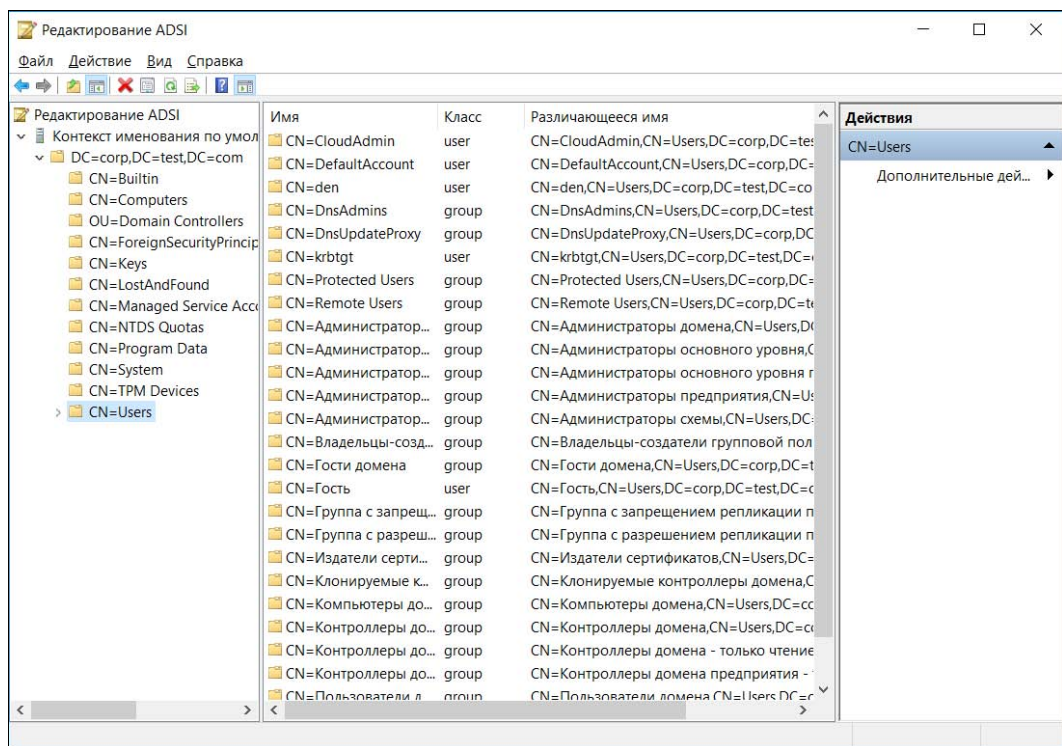 Редактирование ADSI
Файл Действие Вид Справка
Редактирование ADSI
Контекст именования по умол
DC=corp,DC=test,DC=com
CN=Builtin
CN=Computers
OU=Domain Controllers
CN=ForeignSecurityPrincip
CN=Keys
CN=LostAndFound
CN=Managed Service Acc
CN=NTDS Quotas
CN=Program Data
CN=System
CN=TPM Devices
CN=Users
Имя Класс Различающееся имя
CN=CloudAdmin user CN=CloudAdmin,CN=Users,DC=corp,DC=tes
CN=DefaultAccount user CN=DefaultAccount,CN=Users,DC=corp,DC=
CN=den user CN=den,CN=Users,DC=corp,DC=test,DC=co
CN=DnsAdmins group CN=DnsAdmins,CN=Users,DC=corp,DC=test
CN=DnsUpdateProxy group CN=DnsUpdateProxy,CN=Users,DC=corp,DC
CN=krbtgt user CN=krbtgt,CN=Users,DC=corp,DC=test,DC=
CN=Protected Users group CN=Protected Users,CN=Users,DC=corp,DC=
CN=Remote Users group CN=Remote Users,CN=Users,DC=corp,DC=te
CN=Администратор... group CN=Администраторы домена,CN=Users,D
CN=Администратор... group CN=Администраторы основного уровня,C
CN=Администратор... group CN=Администраторы основного уровня г
CN=Администратор... group CN=Администраторы предприятия,CN=Us
CN=Администратор... group CN=Администраторы схемы,CN=Users,DC
CN=Владельцы-созд... group CN=Владельцы-создатели групповой пол
CN=Гости домена group CN=Гости домена,CN=Users,DC=corp,DC=t
CN=Гость user CN=Гость,CN=Users,DC=corp,DC=test,DC=c
CN=Группа с запрещ... group CN=Группа с запрещением репликации п
CN=Группа с разреш... group CN=Группа с разрешением репликации п
CN=Издатели серти... group CN=Издатели сертификатов,CN=Users,DC=
CN=Клонируемые к... group CN=Клонируемые контроллеры домена,C
CN=Компьютеры до... group CN=Компьютеры домена,CN=Users,DC=cc
CN=Контроллеры до... group CN=Контроллеры домена,CN=Users,DC=c
CN=Контроллеры до... group CN=Контроллеры домена - только чтение
CN=Контроллеры до... group CN=Контроллеры домена предприятия -
CN=Пользователи д... group CN=Пользователи домена,CN=Users,DC=c
Действия
CN=Users
Дополнительные дей...